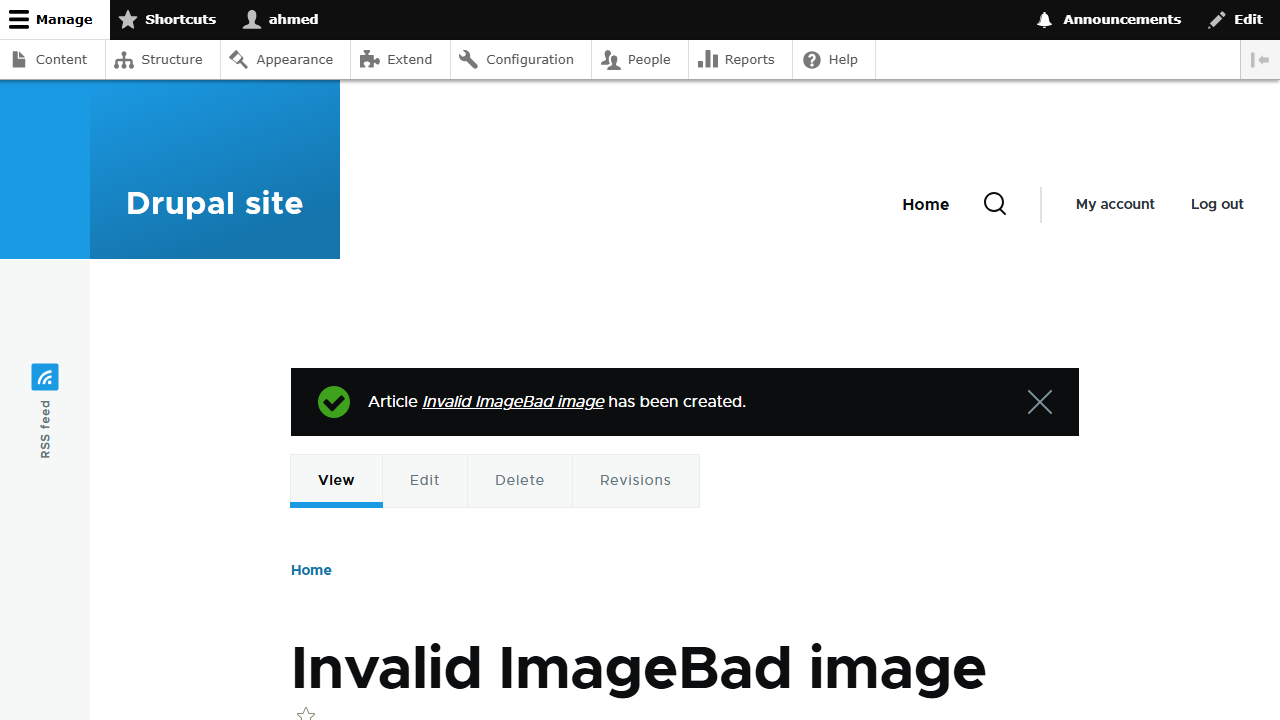 Manage Shortcuts ahmed Announcements Edit
Content Structure Appearance Extend Configuration People Reports Help
Drupal site
Home My account Log out
RSS feed
Article Invalid ImageBad image has been created.
View Edit Delete Revisions
Home
Invalid ImageBad image